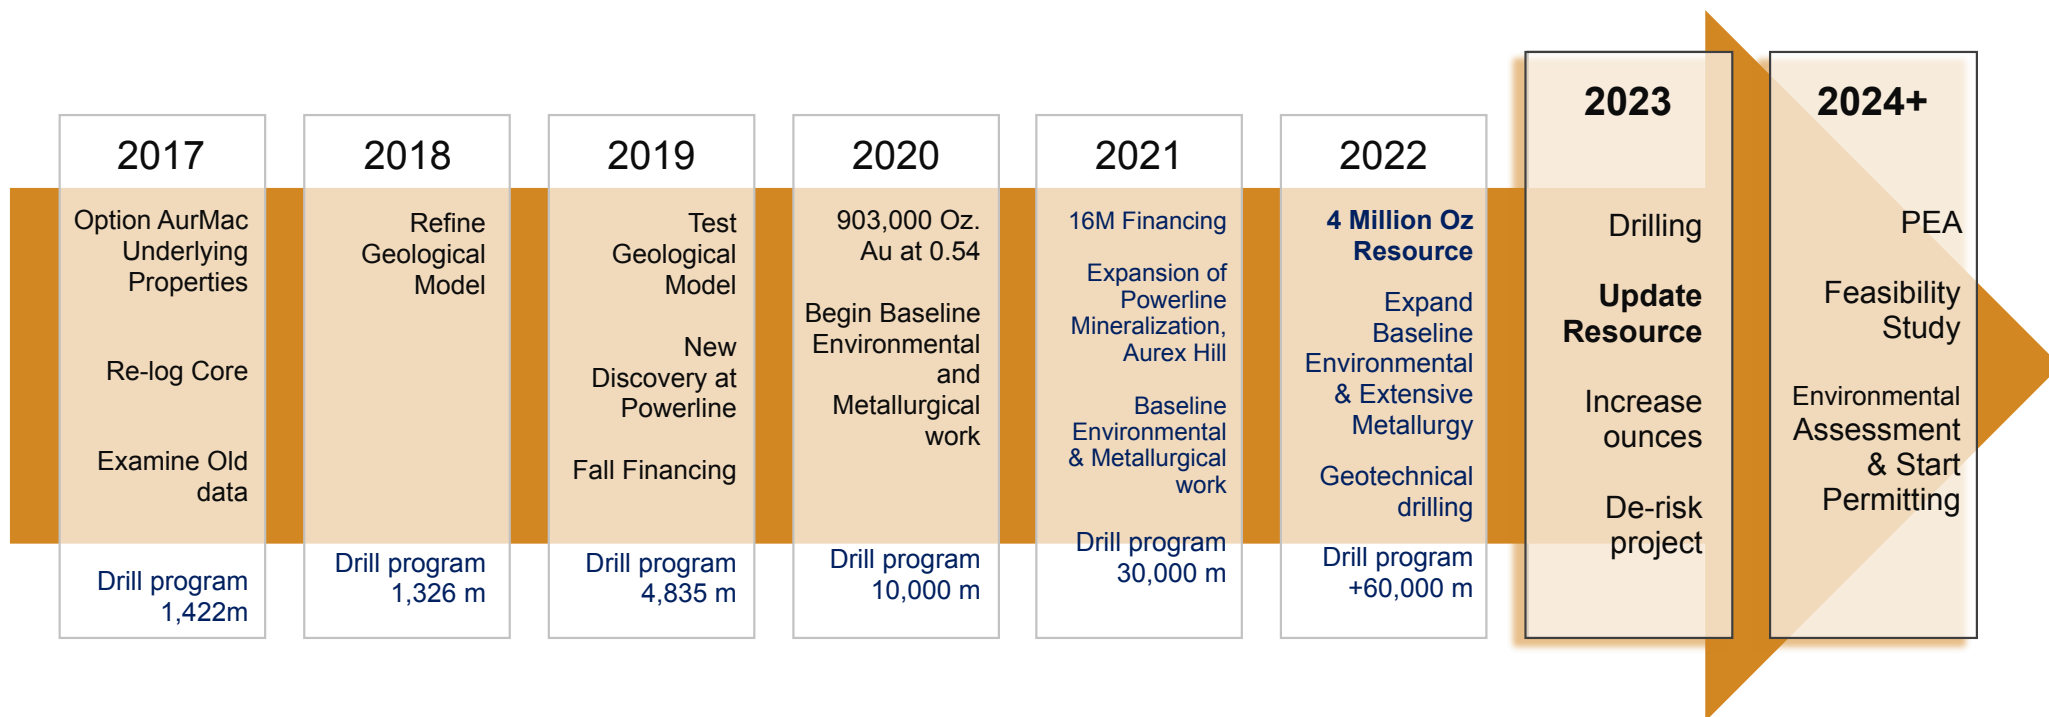 2017
Option AurMac
Underlying
Properties
Re-log Core
Examine Old
data
Drill program
1,422m
2018
Refine
Geological
Model
Drill program
1,326 m
2019
Test
Geological
Model
New
Discovery at
Powerline
Fall Financing
Drill program
4,835 m
2020
903,000 Oz.
Au at 0.54
Begin Baseline
Environmental
and
Metallurgical
work
Drill program
10,000 m
2021
16M Financing
Expansion of
Powerline
Mineralization,
Aurex Hill
Baseline
Environmental
& Metallurgical
work
Drill program
30,000 m
2022
4 Million Oz
Resource
Expand
Baseline
Environmental
& Extensive
Metallurgy
Geotechnical
drilling
Drill program
+60,000 m
2023
Drilling
Update
Resource
Increase
ounces
De-risk
project
2024+
PEA
Feasibility
Study
Environmental
Assessment
& Start
Permitting